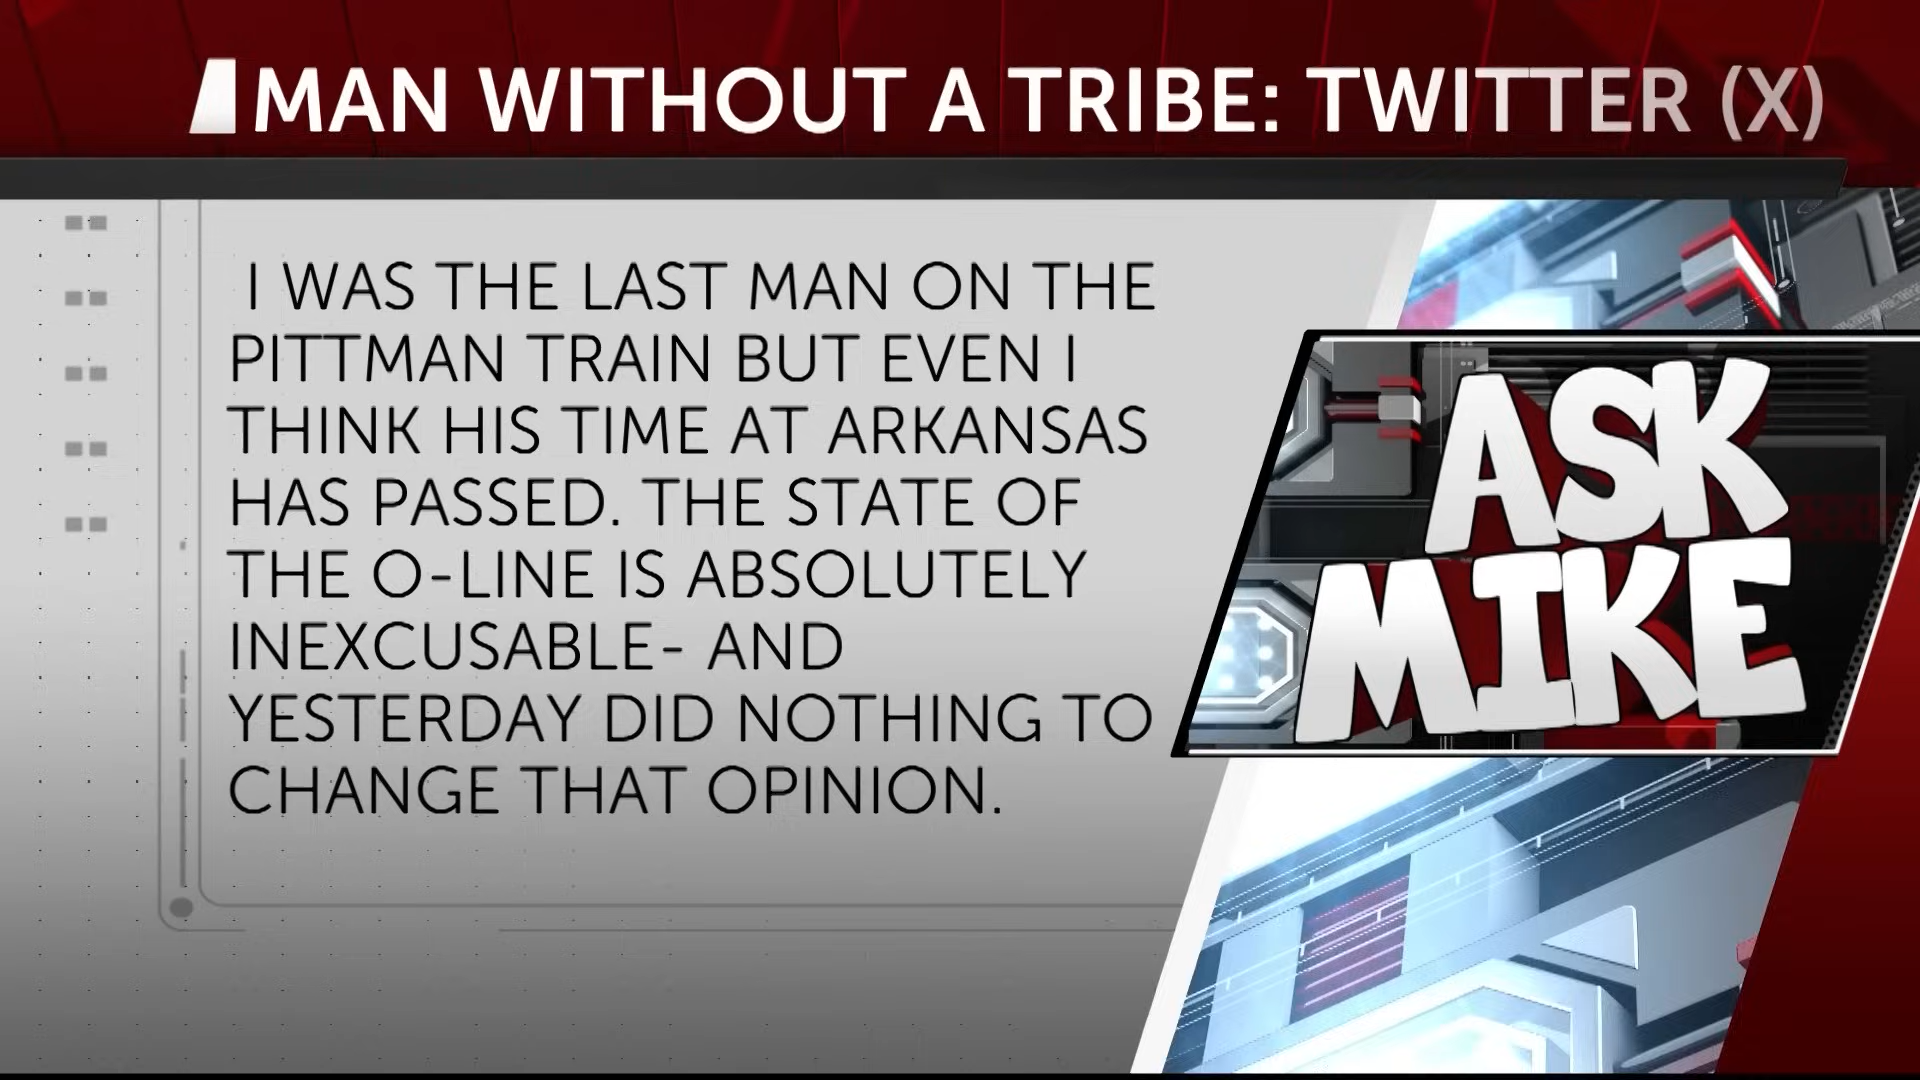 MAN WITHOUT A TRIBE: TWITTER (X)
I WAS THE LAST MAN ON THE
PITTMAN TRAIN BUT EVEN I
THINK HIS TIME AT ARKANSAS
HAS PASSED. THE STATE OF
THE O-LINE IS ABSOLUTELY
INEXCUSABLE- AND
YESTERDAY DID NOTHING TO
CHANGE THAT OPINION.
ASK
MIKE